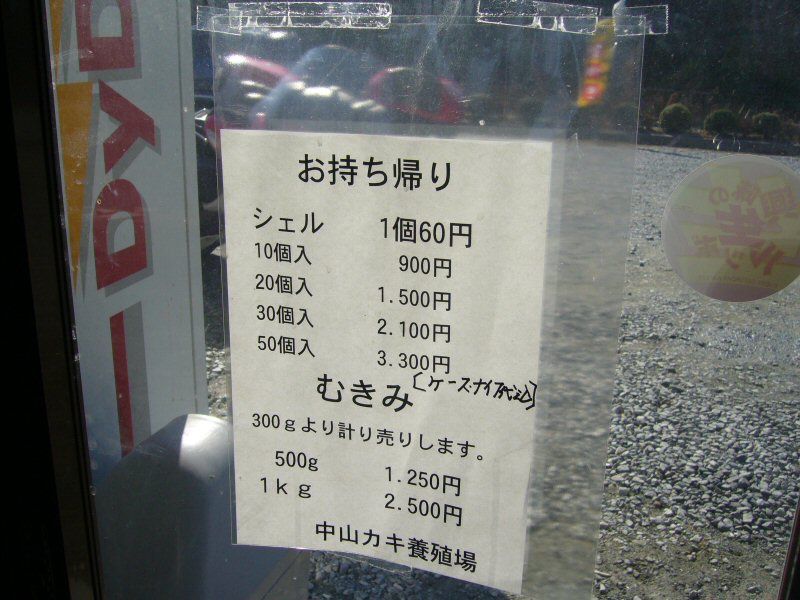 お持ち帰り
シェル 1個60円
10個入 900円
20個入 1.500円
30個入 2.100円
50個入 3.300円
[ケース・ナイフ代込]
むきみ
300ｇより計り売りします。
500g 1.250円
1ｋｇ 2.500円
中山カキ養殖場
DYD
DY